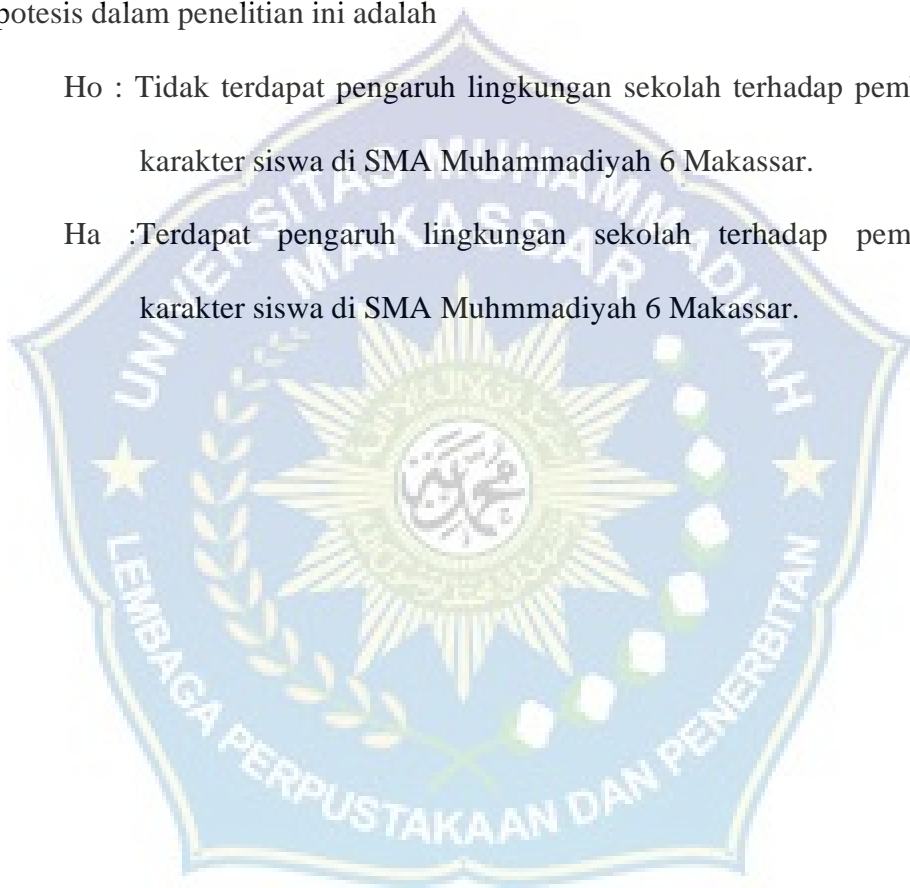 potesis dalam penelitian ini adalah
Ho : Tidak terdapat pengaruh lingkungan sekolah terhadap pem
karakter siswa di SMA Muhammadiyah 6 Makassar.
Ha :Terdapat pengaruh lingkungan sekolah terhadap pem
karakter siswa di SMA Muhmmadiyah 6 Makassar.
UNIVERSITAS MUHAMMADIYAH
MAKASSAR
LEMBAGA PERPUSTAKAAN DAN PENERBITAN